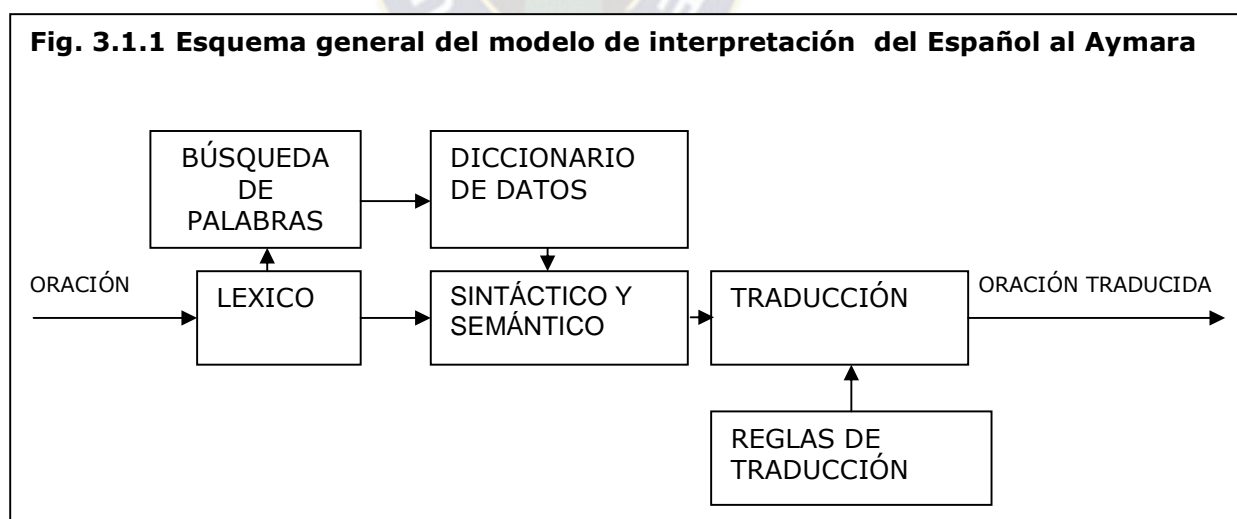 Fig. 3.1.1 Esquema general del modelo de interpretación del Español al Aymara
BÚSQUEDA
DE
PALABRAS
DICCIONARIO
DE DATOS
ORACIÓN
LEXICO
SINTÁCTICO Y
SEMÁNTICO
TRADUCCIÓN
ORACIÓN TRADUCIDA
REGLAS DE
TRADUCCIÓN